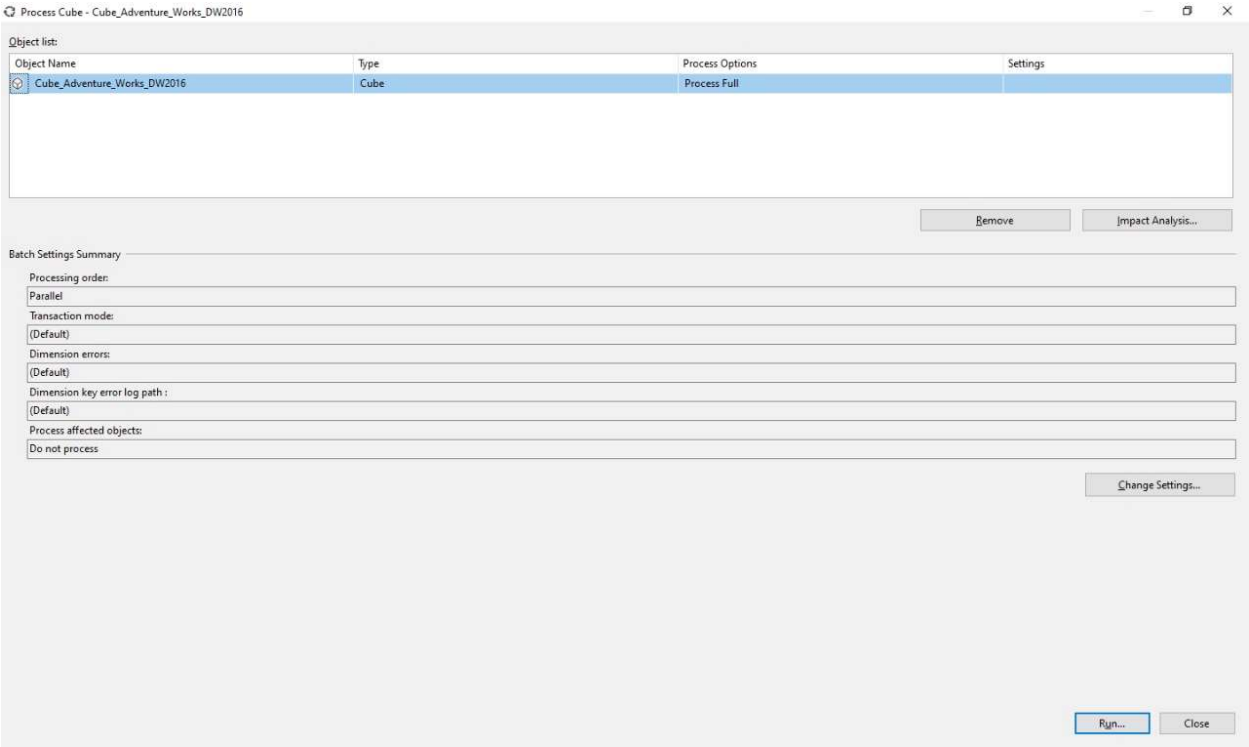 Process Cube - Cube_Adventure_Works_DW2016
Object list:
Object Name Type Process Options Settings
Cube_Adventure_Works_DW2016 Cube Process Full
Remove Impact Analysis...
Batch Settings Summary
Processing order:
Parallel
Transaction mode:
(Default)
Dimension errors:
(Default)
Dimension key error log path :
(Default)
Process affected objects:
Do not process
Change Settings...
Run... Close